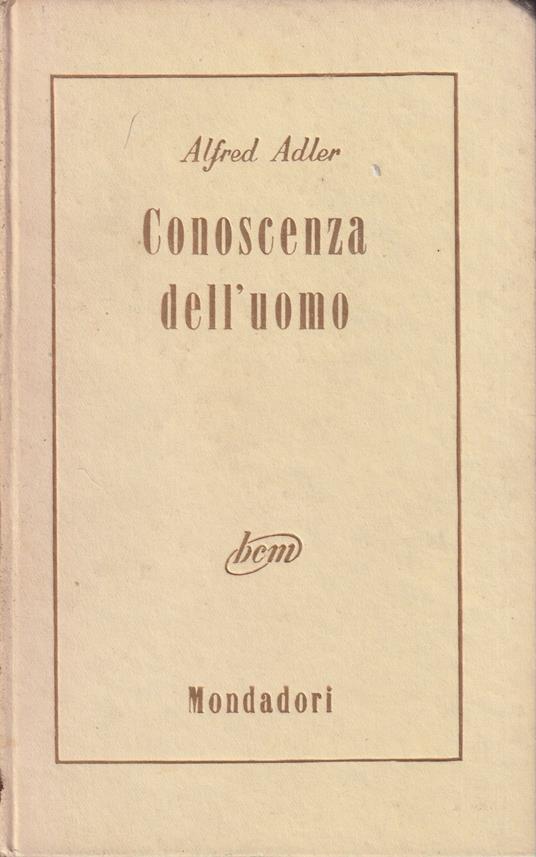 Alfred Adler
Conoscenza
dell'uomo
bcm
Mondadori